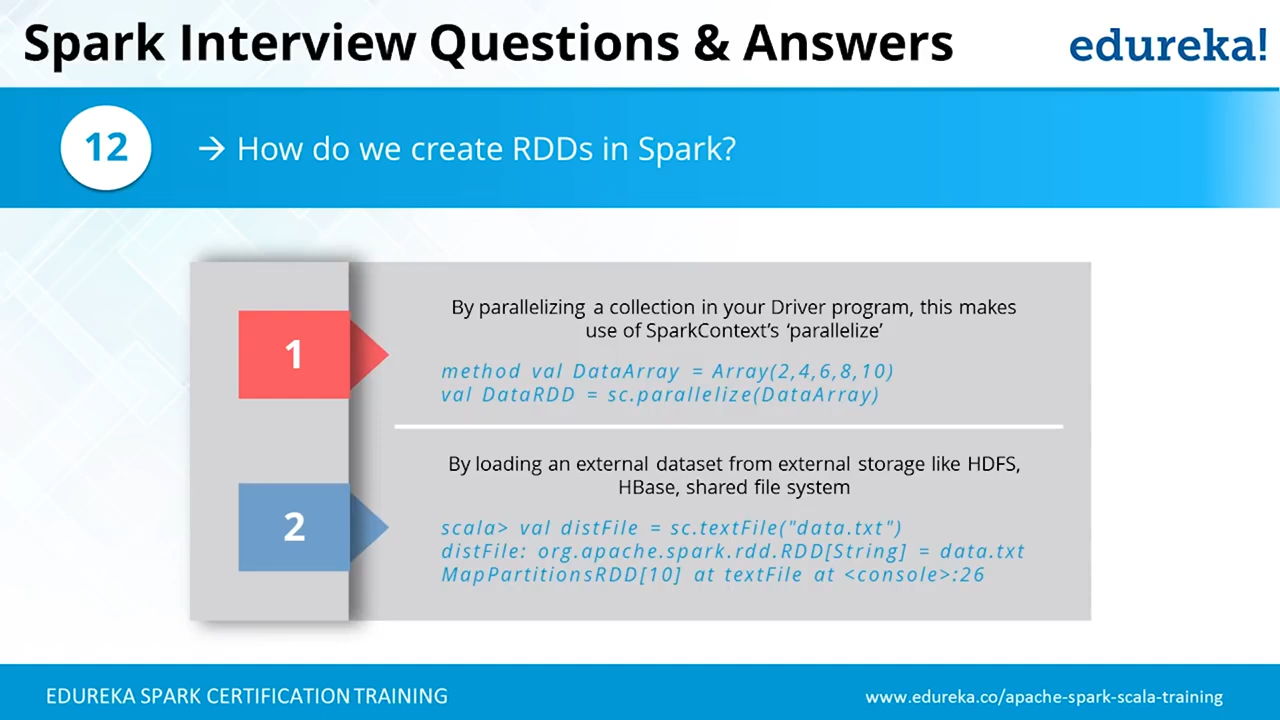 Spark Interview Questions & Answers
edureka!
12
→ How do we create RDDs in Spark?
1
By parallelizing a collection in your Driver program, this makes
use of SparkContext’s ‘parallelize’
method val DataArray = Array(2,4,6,8,10)
val DataRDD = sc.parallelize(DataArray)
2
By loading an external dataset from external storage like HDFS,
HBase, shared file system
scala> val distFile = sc.textFile("data.txt")
distFile: org.apache.spark.rdd.RDD[String] = data.txt
MapPartitionsRDD[10] at textFile at <console>:26
EDUREKA SPARK CERTIFICATION TRAINING
www.edureka.co/apache-spark-scala-training